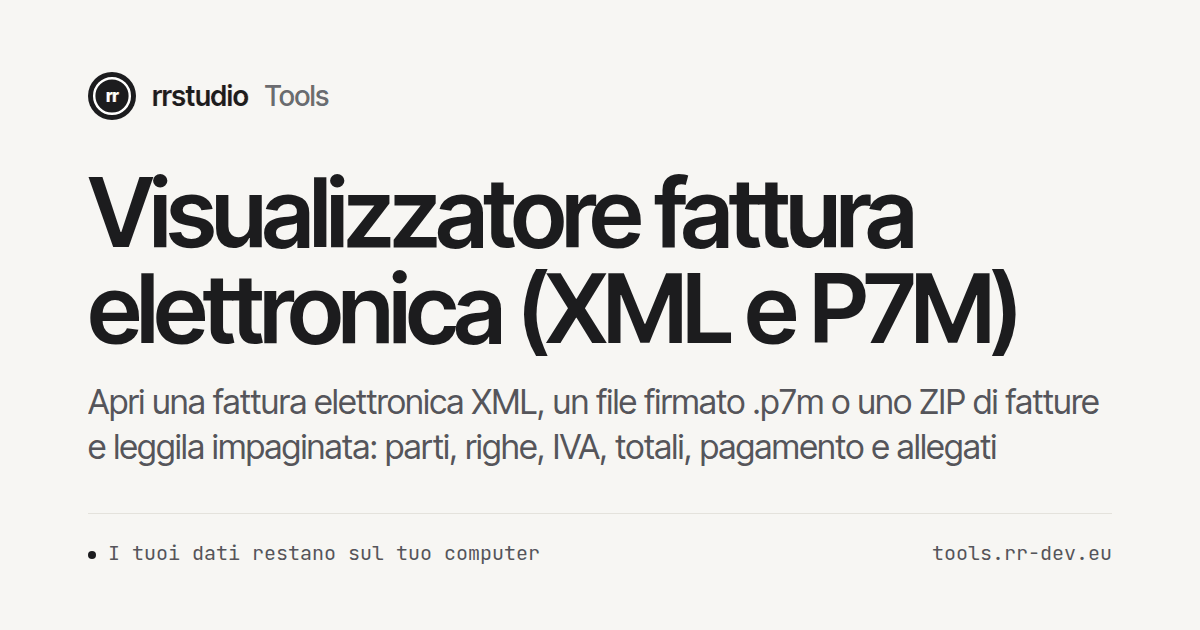 rr rrstudio Tools
Visualizzatore fattura
elettronica (XML e P7M)
Apri una fattura elettronica XML, un file firmato .p7m o uno ZIP di fatture
e leggila impaginata: parti, righe, IVA, totali, pagamento e allegati
I tuoi dati restano sul tuo computer
tools.rr-dev.eu